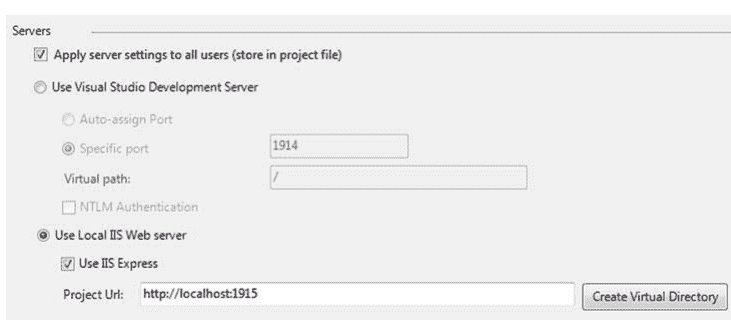 Servers
Apply server settings to all users (store in project file)
Use Visual Studio Development Server
Auto-assign Port
Specific port 1914
Virtual path: /
NTLM Authentication
Use Local IIS Web server
Use IIS Express
Project Url: http://localhost:1915 Create Virtual Directory